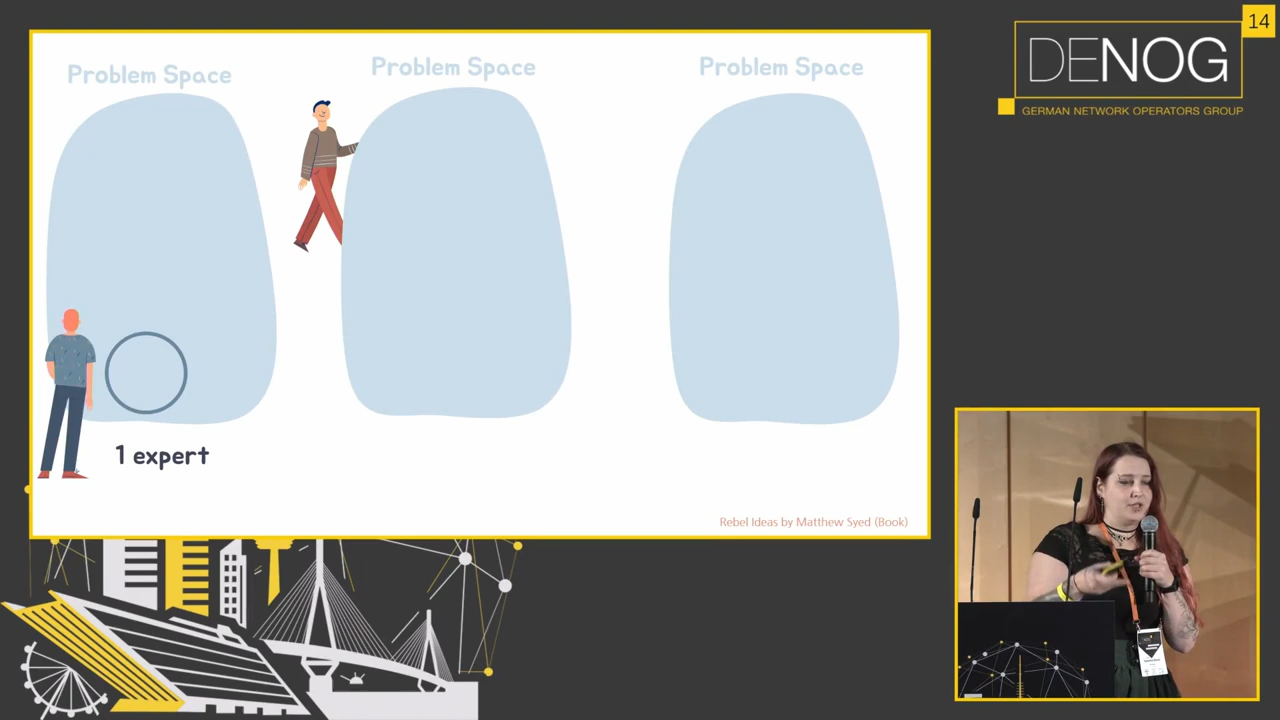 Problem Space
Problem Space
Problem Space
1 expert
Rebel Ideas by Matthew Syed (Book)
14
DENOG
GERMAN NETWORK OPERATORS GROUP